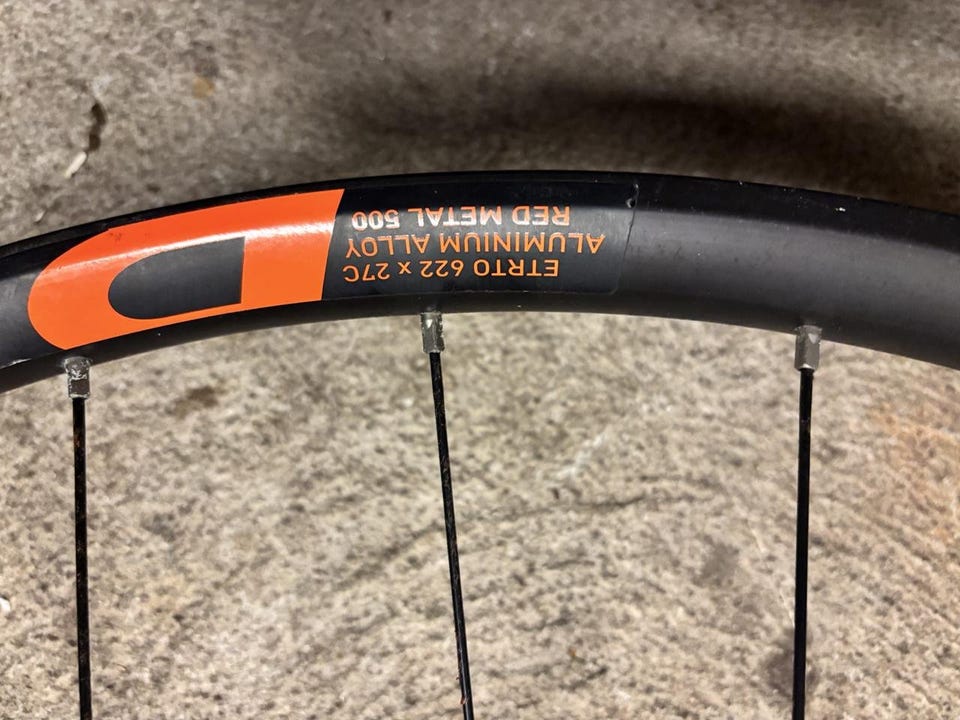 D
RED METAL 500
ALUMINIUM ALLOY
ETRTO 622 x 27C